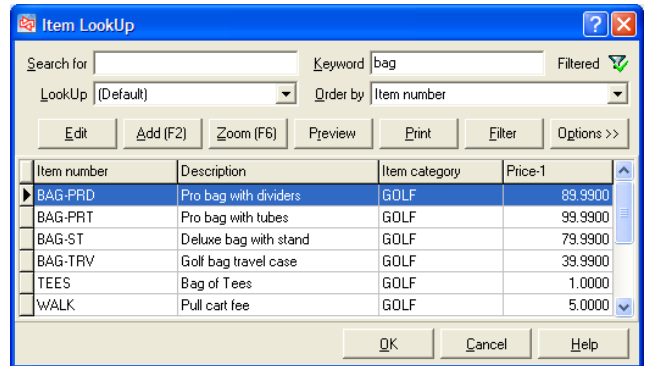 Item LookUp
Search for Keyword bag Filtered
LookUp (Default) Order by Item number
Edit Add (F2) Zoom (F6) Preview Print Filter Options >>
Item number Description Item category Price-1
BAG-PRD Pro bag with dividers GOLF 89.9900
BAG-PRT Pro bag with tubes GOLF 99.9900
BAG-ST Deluxe bag with stand GOLF 79.9900
BAG-TRV Golf bag travel case GOLF 39.9900
TEES Bag of Tees GOLF 1.0000
WALK Pull cart fee GOLF 5.0000
OK Cancel Help